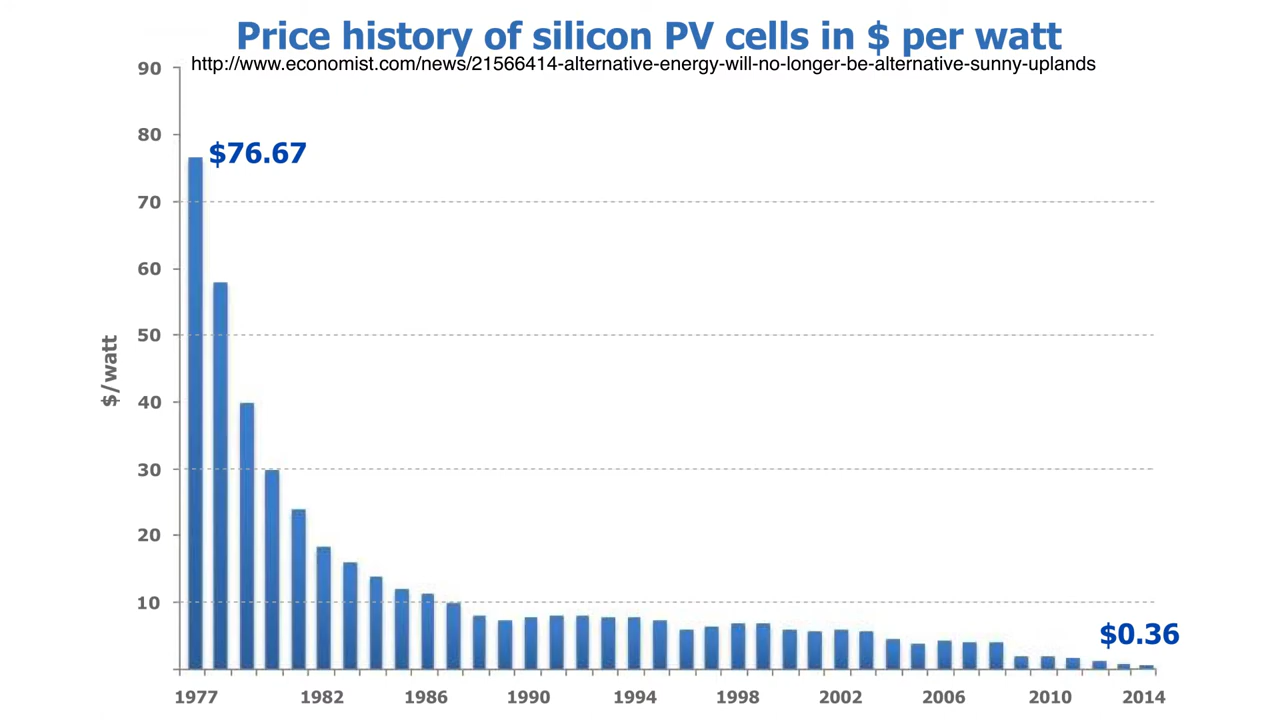 Price history of silicon PV cells in $ per watt
http://www.economist.com/news/21566414-alternative-energy-will-no-longer-be-alternative-sunny-uplands
90
80
$76.67
70
60
50
$/watt
40
30
20
10
$0.36
1977 1982 1986 1990 1994 1998 2002 2006 2010 2014